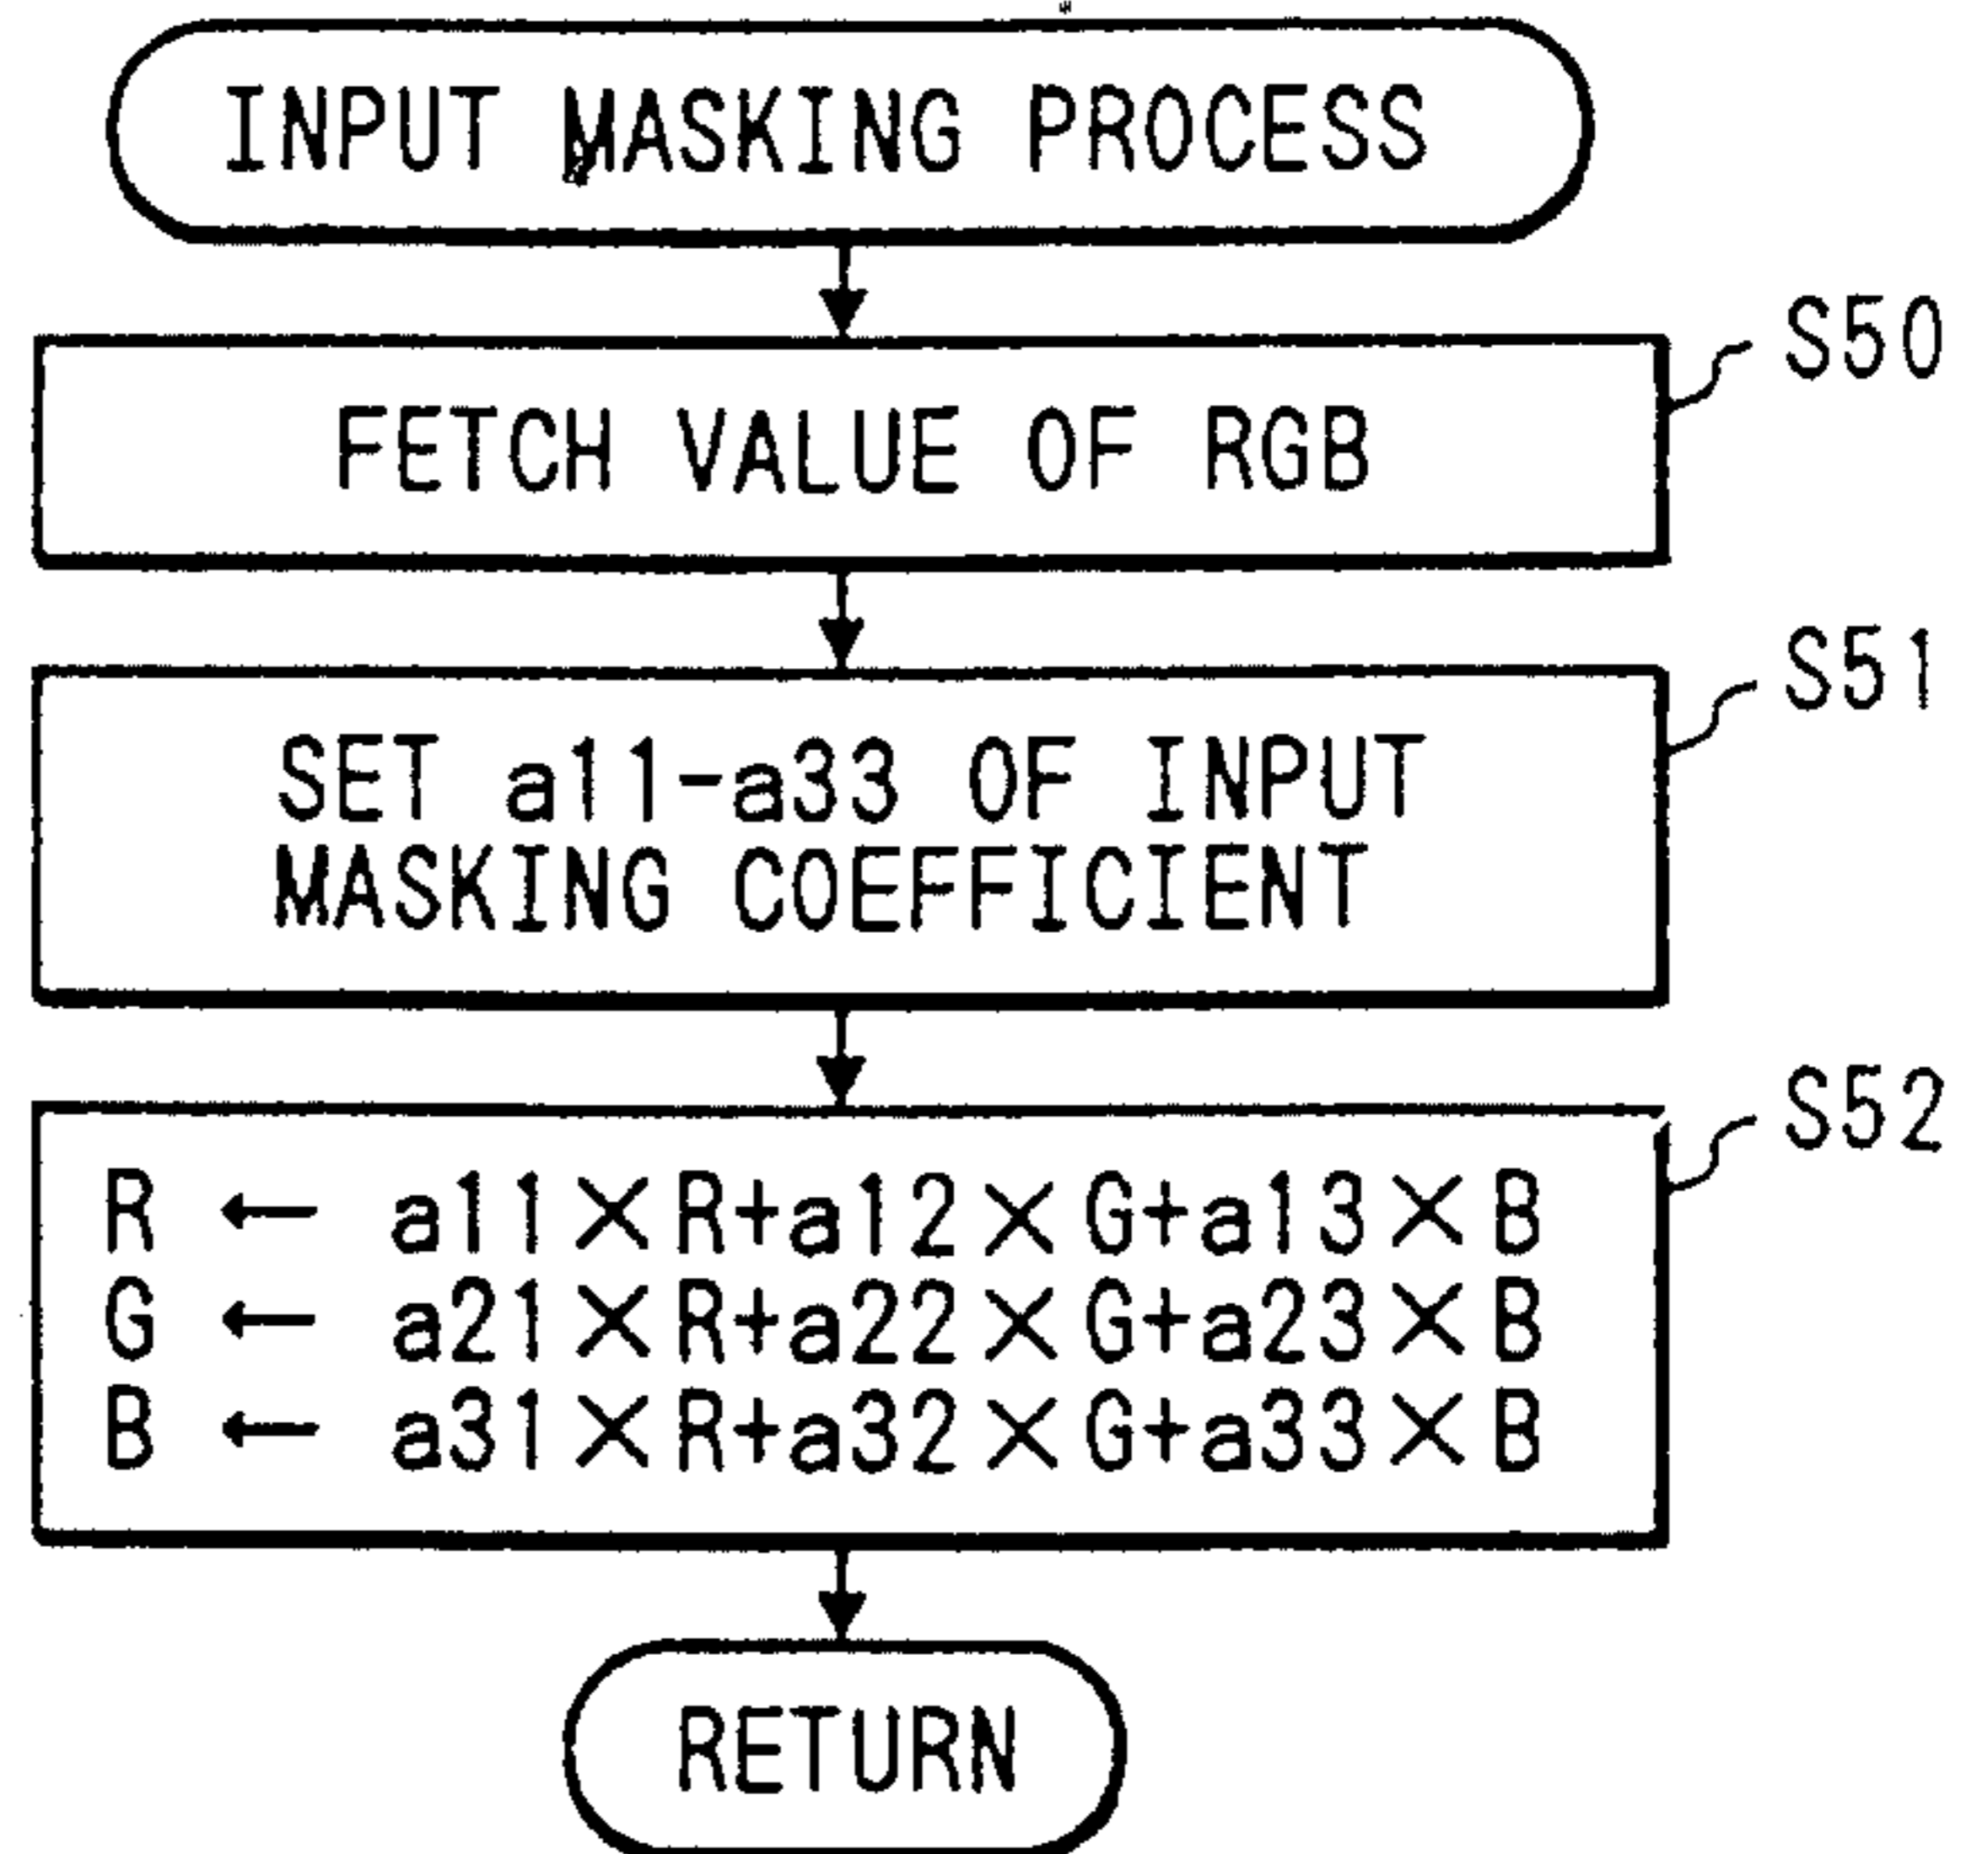 INPUT MASKING PROCESS
S50
FETCH VALUE OF RGB
S51
SET a11-a33 OF INPUT
MASKING COEFFICIENT
S52
R ← a11×R+a12×G+a13×B
G ← a21×R+a22×G+a23×B
B ← a31×R+a32×G+a33×B
RETURN